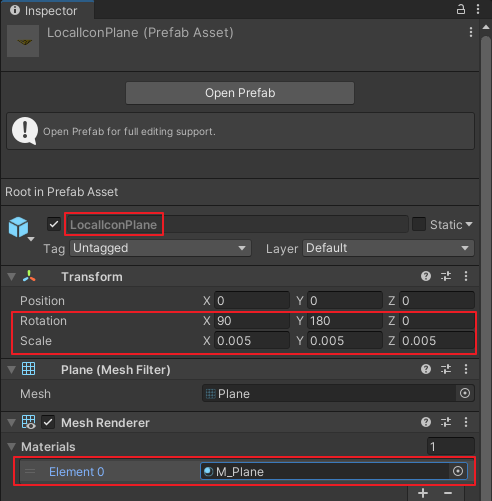 Inspector
LocalIconPlane (Prefab Asset)
Open Prefab
Open Prefab for full editing support.
Root in Prefab Asset
LocalIconPlane Static
Tag Untagged Layer Default
Transform
Position X 0 Y 0 Z 0
Rotation X 90 Y 180 Z 0
Scale X 0.005 Y 0.005 Z 0.005
Plane (Mesh Filter)
Mesh Plane
Mesh Renderer
Materials 1
Element 0 M_Plane